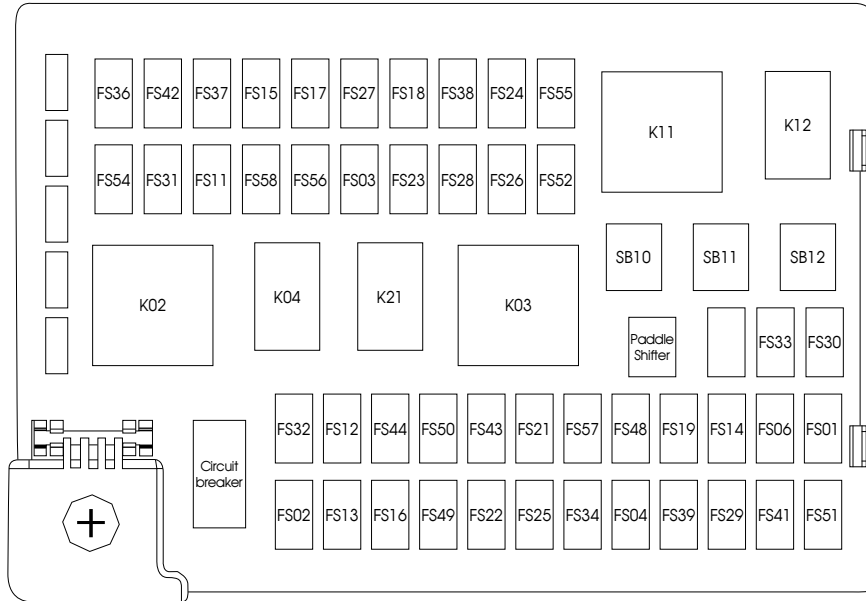 FS36 FS42 FS37 FS15 FS17 FS27 FS18 FS38 FS24 FS55
K11 K12
FS54 FS31 FS11 FS58 FS56 FS03 FS23 FS28 FS26 FS52
SB10 SB11 SB12
K02 K04 K21 K03
Paddle
Shifter
FS33 FS30
FS32 FS12 FS44 FS50 FS43 FS21 FS57 FS48 FS19 FS14 FS06 FS01
Circuit
breaker
FS02 FS13 FS16 FS49 FS22 FS25 FS34 FS04 FS39 FS29 FS41 FS51
+